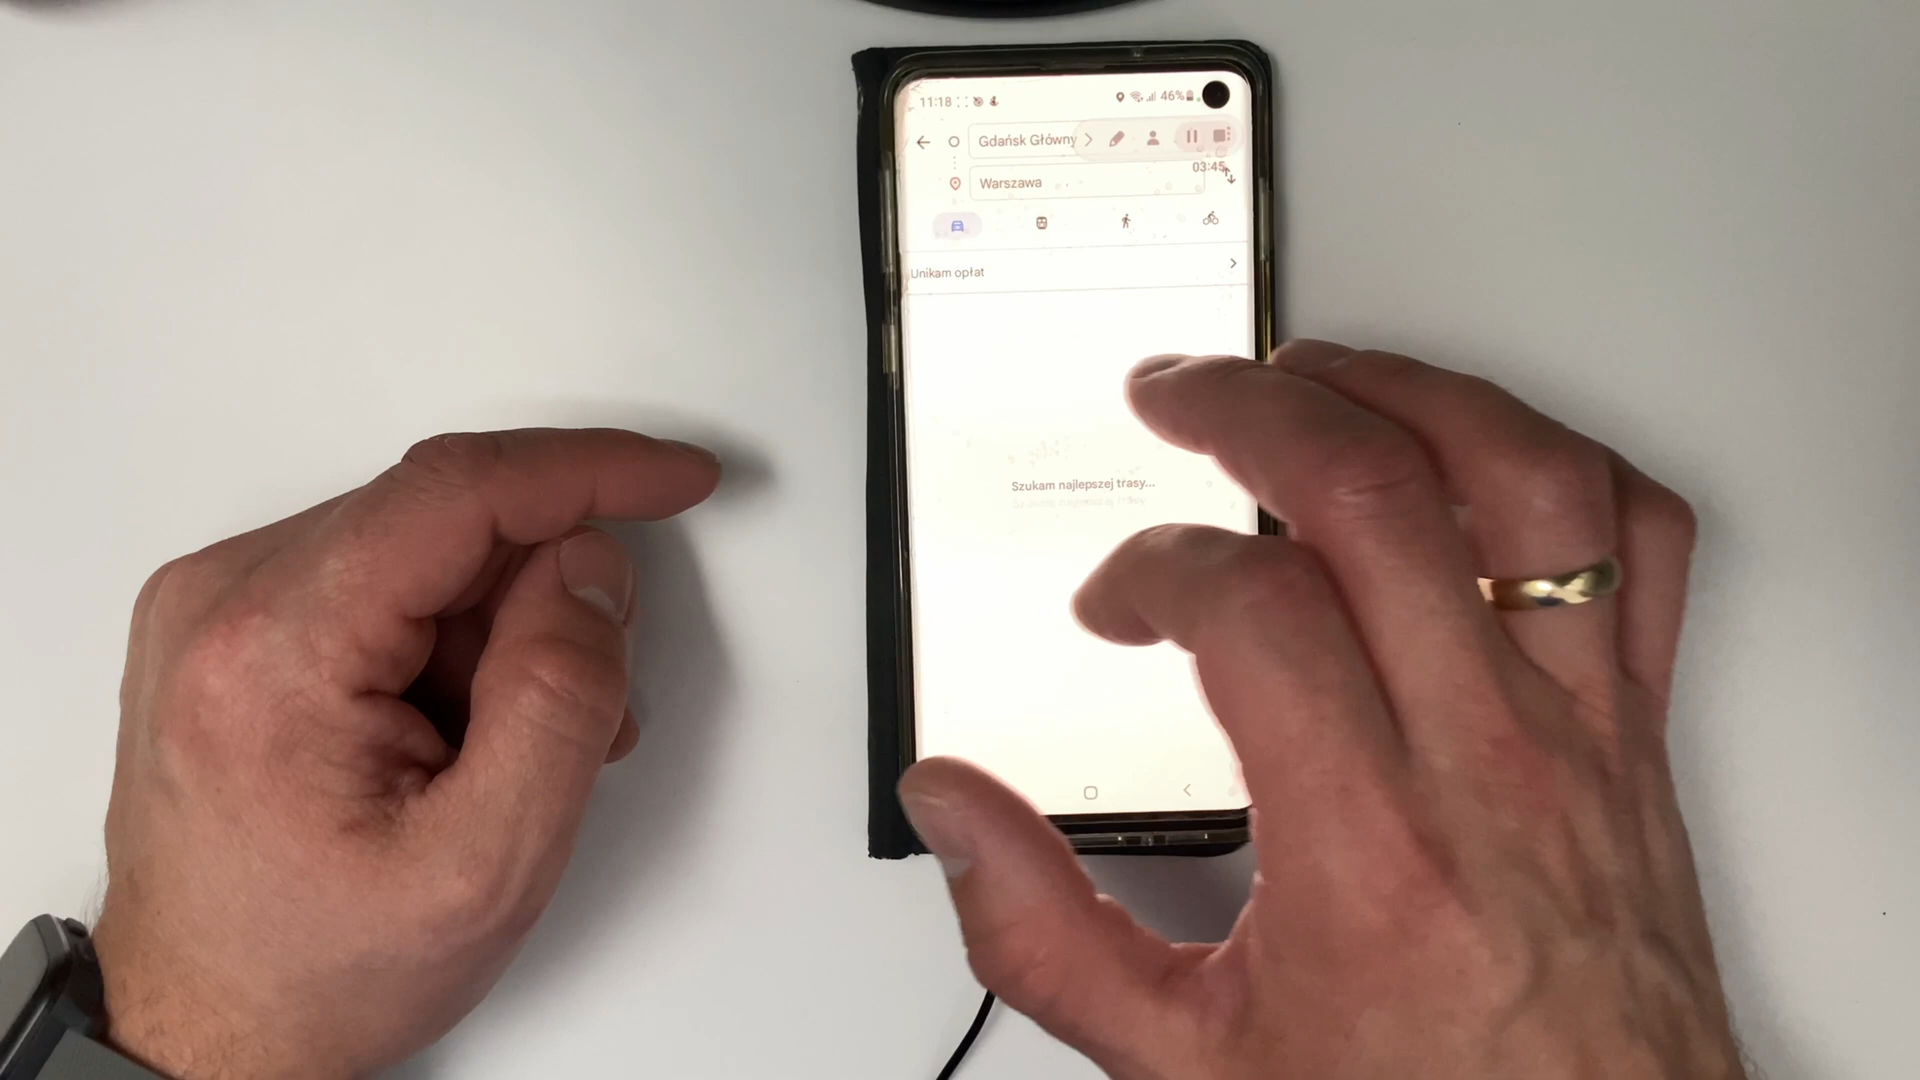 11:18
46%
Gdańsk Główny
03:45
Warszawa
Unikam opłat
Szukam najlepszej trasy...